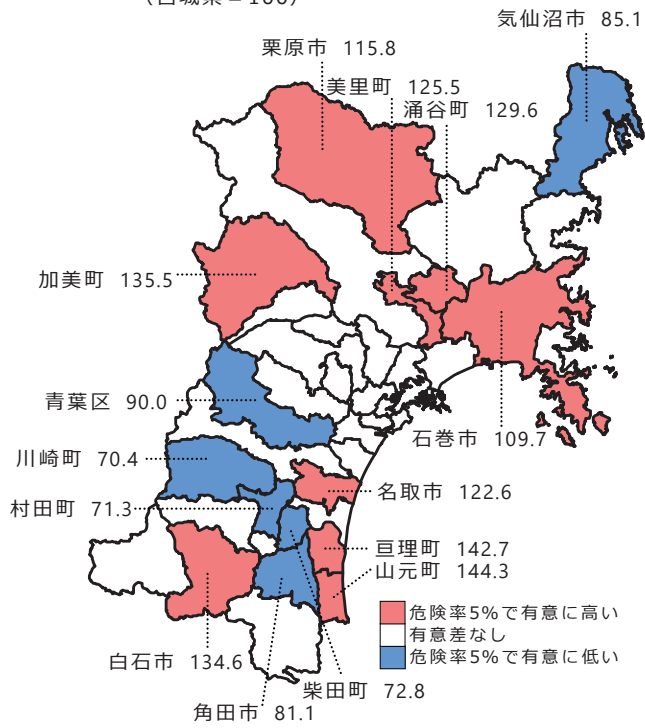 気仙沼市 85.1
栗原市 115.8
美里町 125.5
涌谷町 129.6
加美町 135.5
青葉区 90.0
石巻市 109.7
川崎町 70.4
名取市 122.6
村田町 71.3
亘理町 142.7
山元町 144.3
危険率5%で有意に高い
有意差なし
危険率5%で有意に低い
白石市 134.6
柴田町 72.8
角田市 81.1